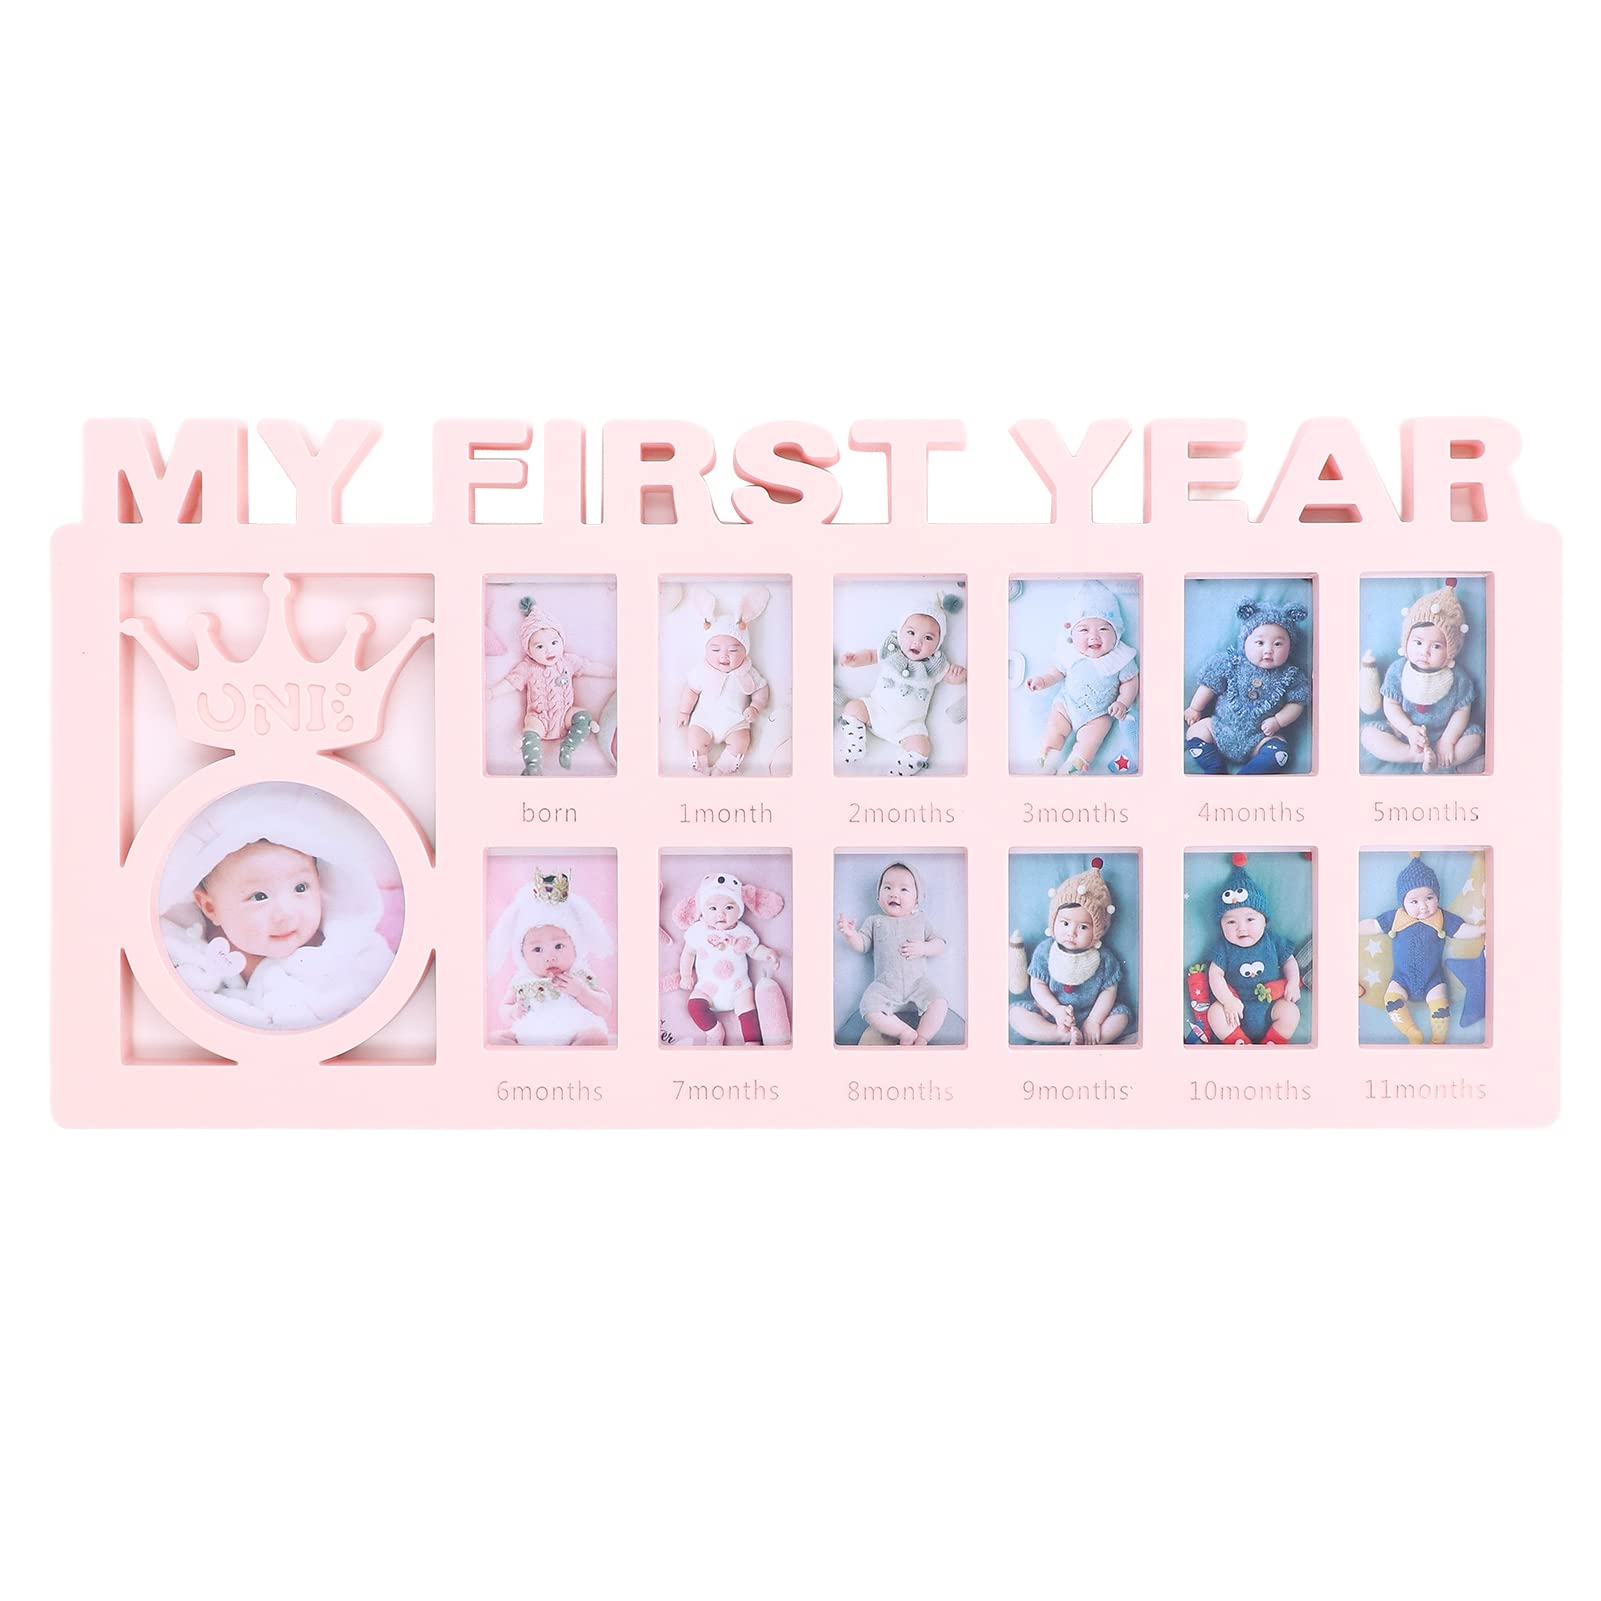 MY FIRST YEAR
ONE
born 1month 2months 3months 4months 5months
6months 7months 8months 9months 10months 11months